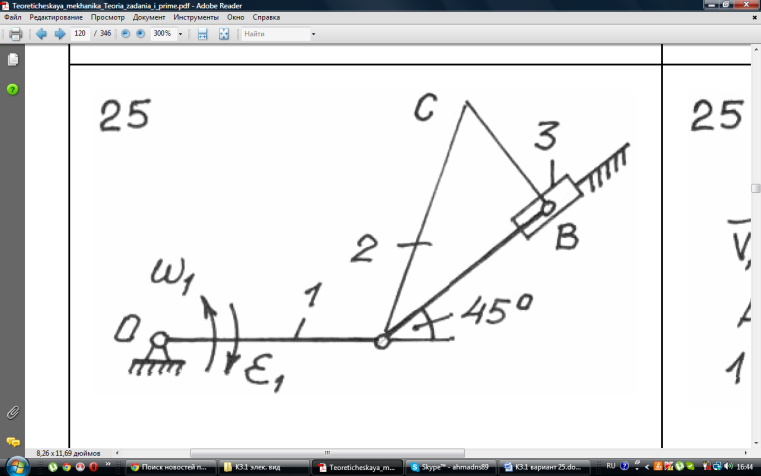 Teoreticheskaya_mekhanika_Teoria_zadania_i_prime.pdf - Adobe Reader
Файл Редактирование Просмотр Документ Инструменты Окно Справка
120 / 346 300% Найти
25
C
3
25
B
2
ω1
1
45°
O
ε1
V
1
8,26 x 11,69 дюймов
Поиск новостей п...
КЗ.1 элек. вид
Teoreticheskaya_m...
Skype™ - ahmadns89
КЗ.1 вариант 25.do...
RU
16:44